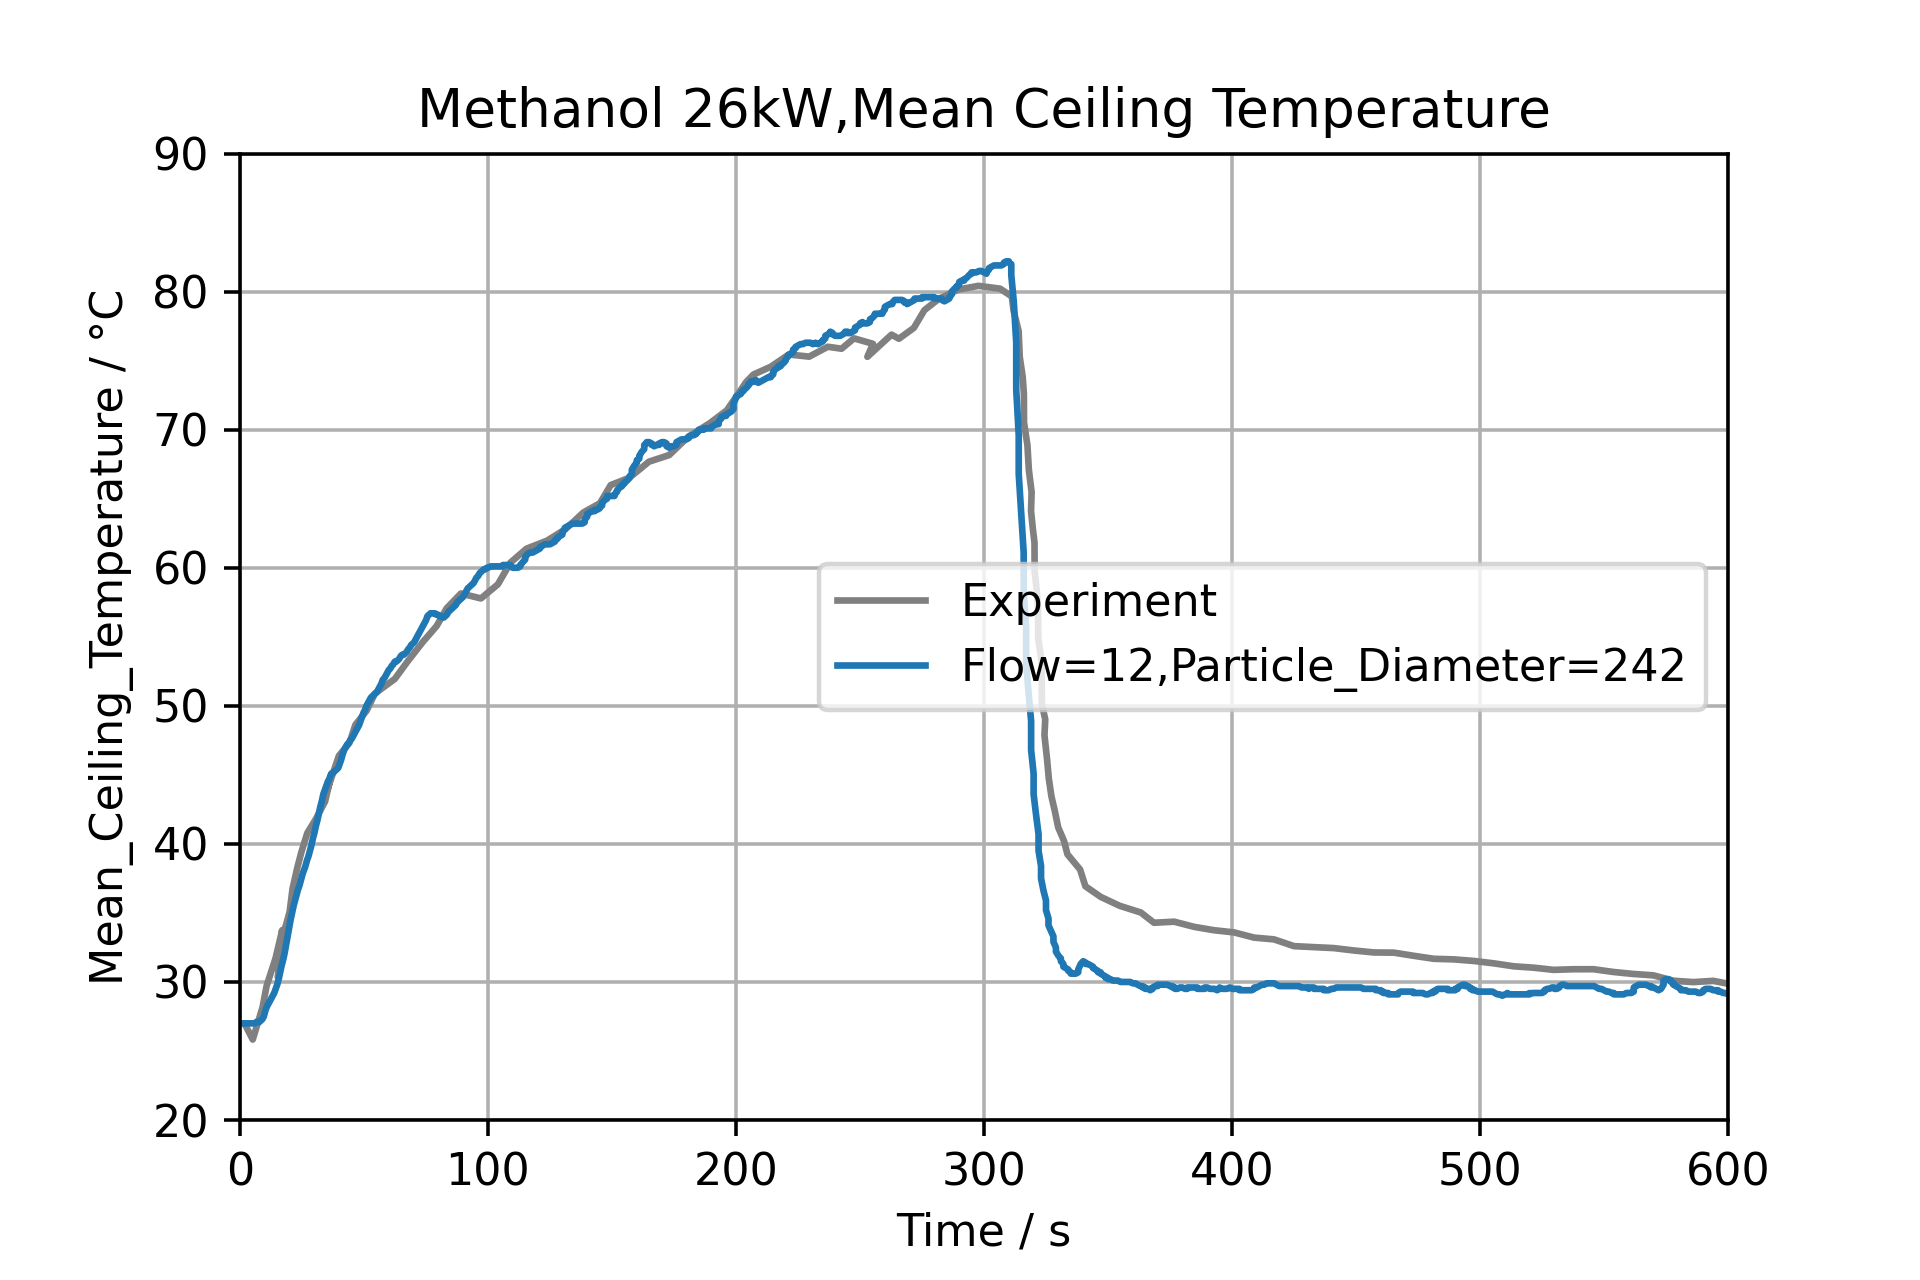 Methanol 26kW,Mean Ceiling Temperature
Mean_Ceiling_Temperature / °C
90
80
70
60
50
40
30
20
Experiment
Flow=12,Particle_Diameter=242
0 100 200 300 400 500 600
Time / s